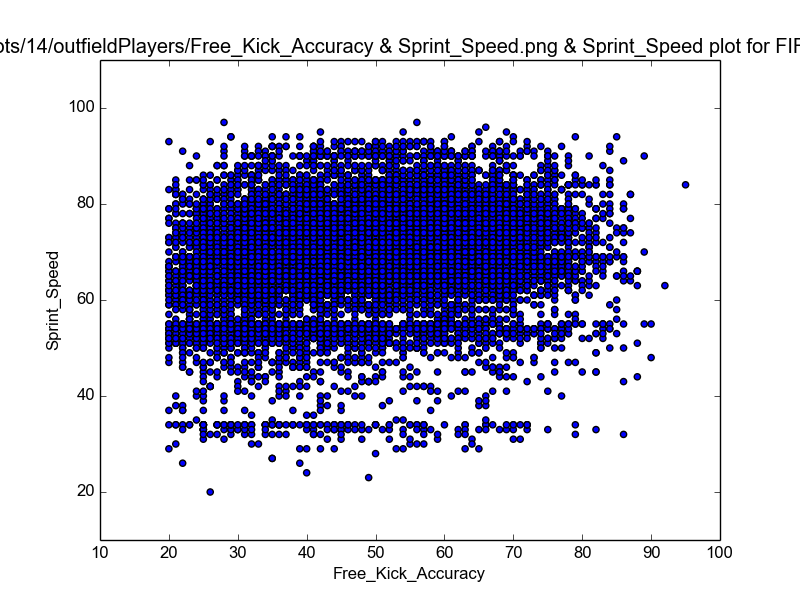 ots/14/outfieldPlayers/Free_Kick_Accuracy & Sprint_Speed.png & Sprint_Speed plot for FIF
100
80
60
40
20
Sprint_Speed
10 20 30 40 50 60 70 80 90 100
Free_Kick_Accuracy